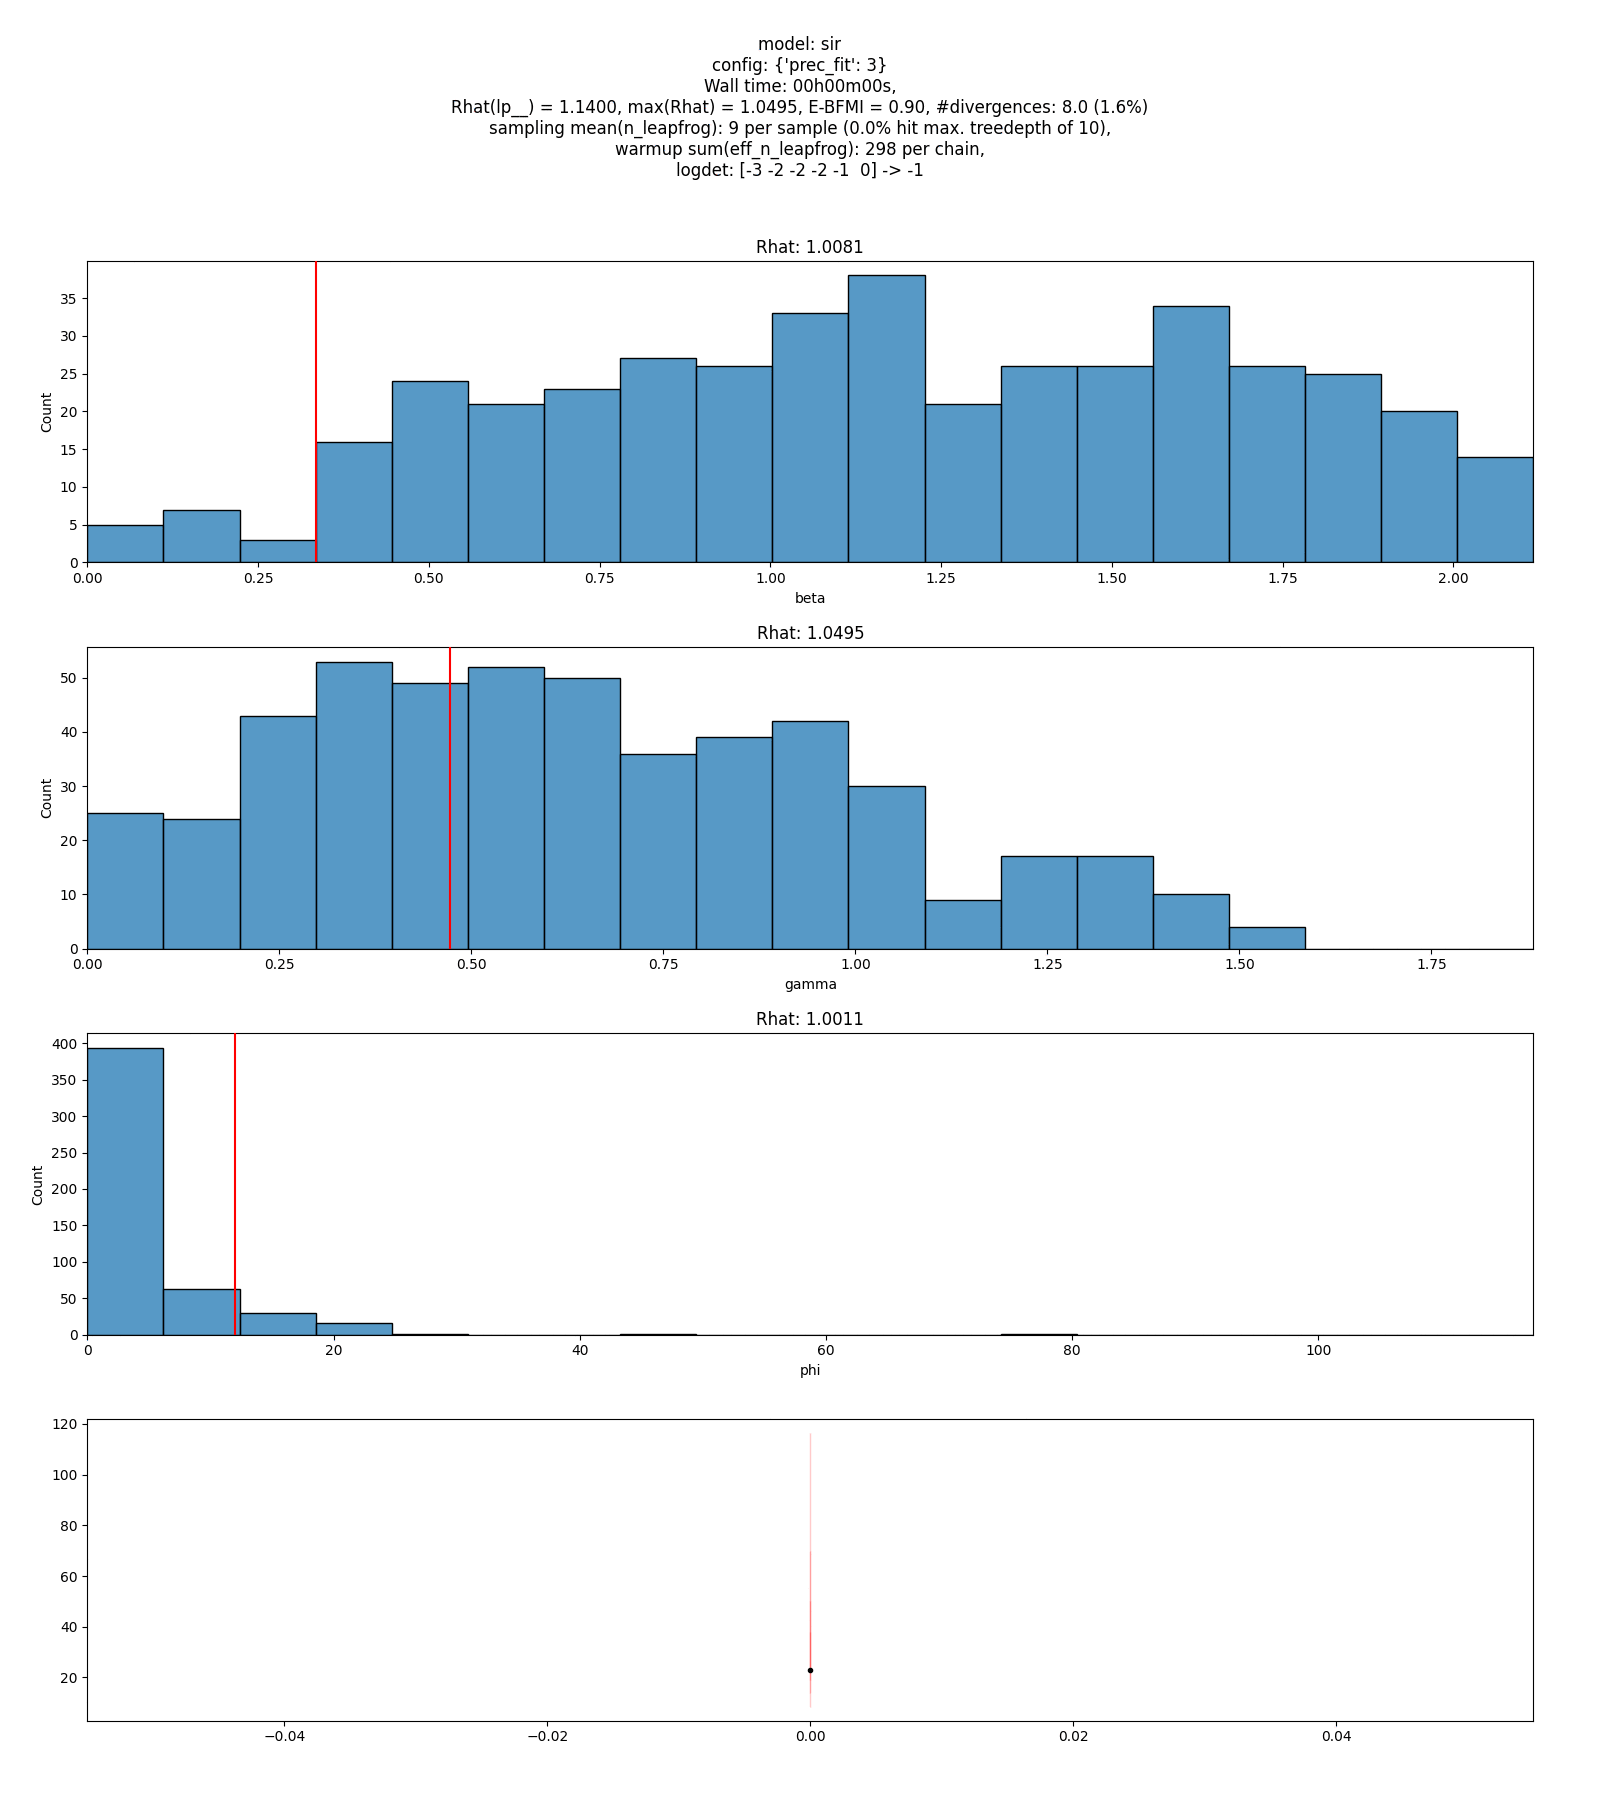 model: sir
config: {'prec_fit': 3}
Wall time: 00h00m00s,
Rhat(lp__) = 1.1400, max(Rhat) = 1.0495, E-BFMI = 0.90, #divergences: 8.0 (1.6%)
sampling mean(n_leapfrog): 9 per sample (0.0% hit max. treedepth of 10),
warmup sum(eff_n_leapfrog): 298 per chain,
logdet: [-3 -2 -2 -2 -1  0] -> -1
Rhat: 1.0081
35
30
25
20
15
10
5
0
Count
0.00 0.25 0.50 0.75 1.00 1.25 1.50 1.75 2.00
beta
Rhat: 1.0495
50
40
30
20
10
0
Count
0.00 0.25 0.50 0.75 1.00 1.25 1.50 1.75
gamma
Rhat: 1.0011
400
350
300
250
200
150
100
50
0
Count
0 20 40 60 80 100
phi
120
100
80
60
40
20
−0.04 −0.02 0.00 0.02 0.04